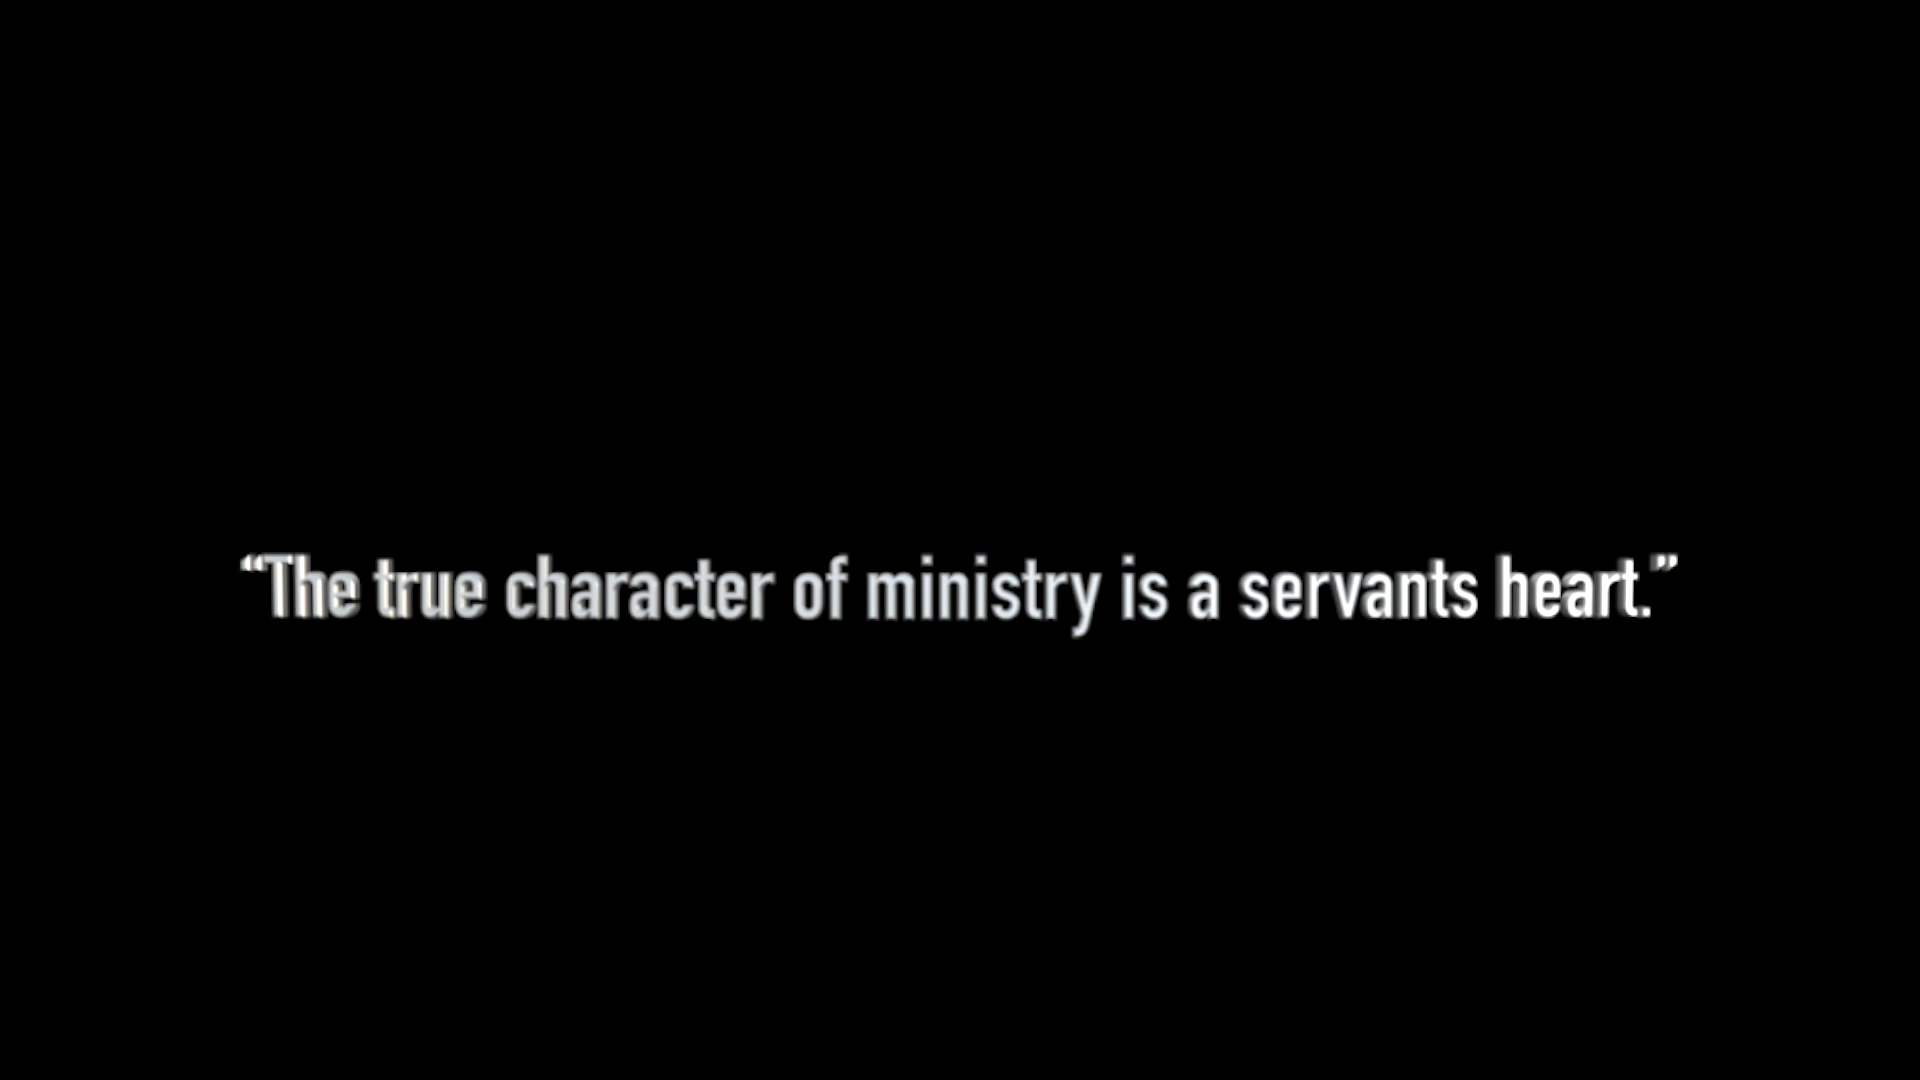 “The true character of ministry is a servants heart.”